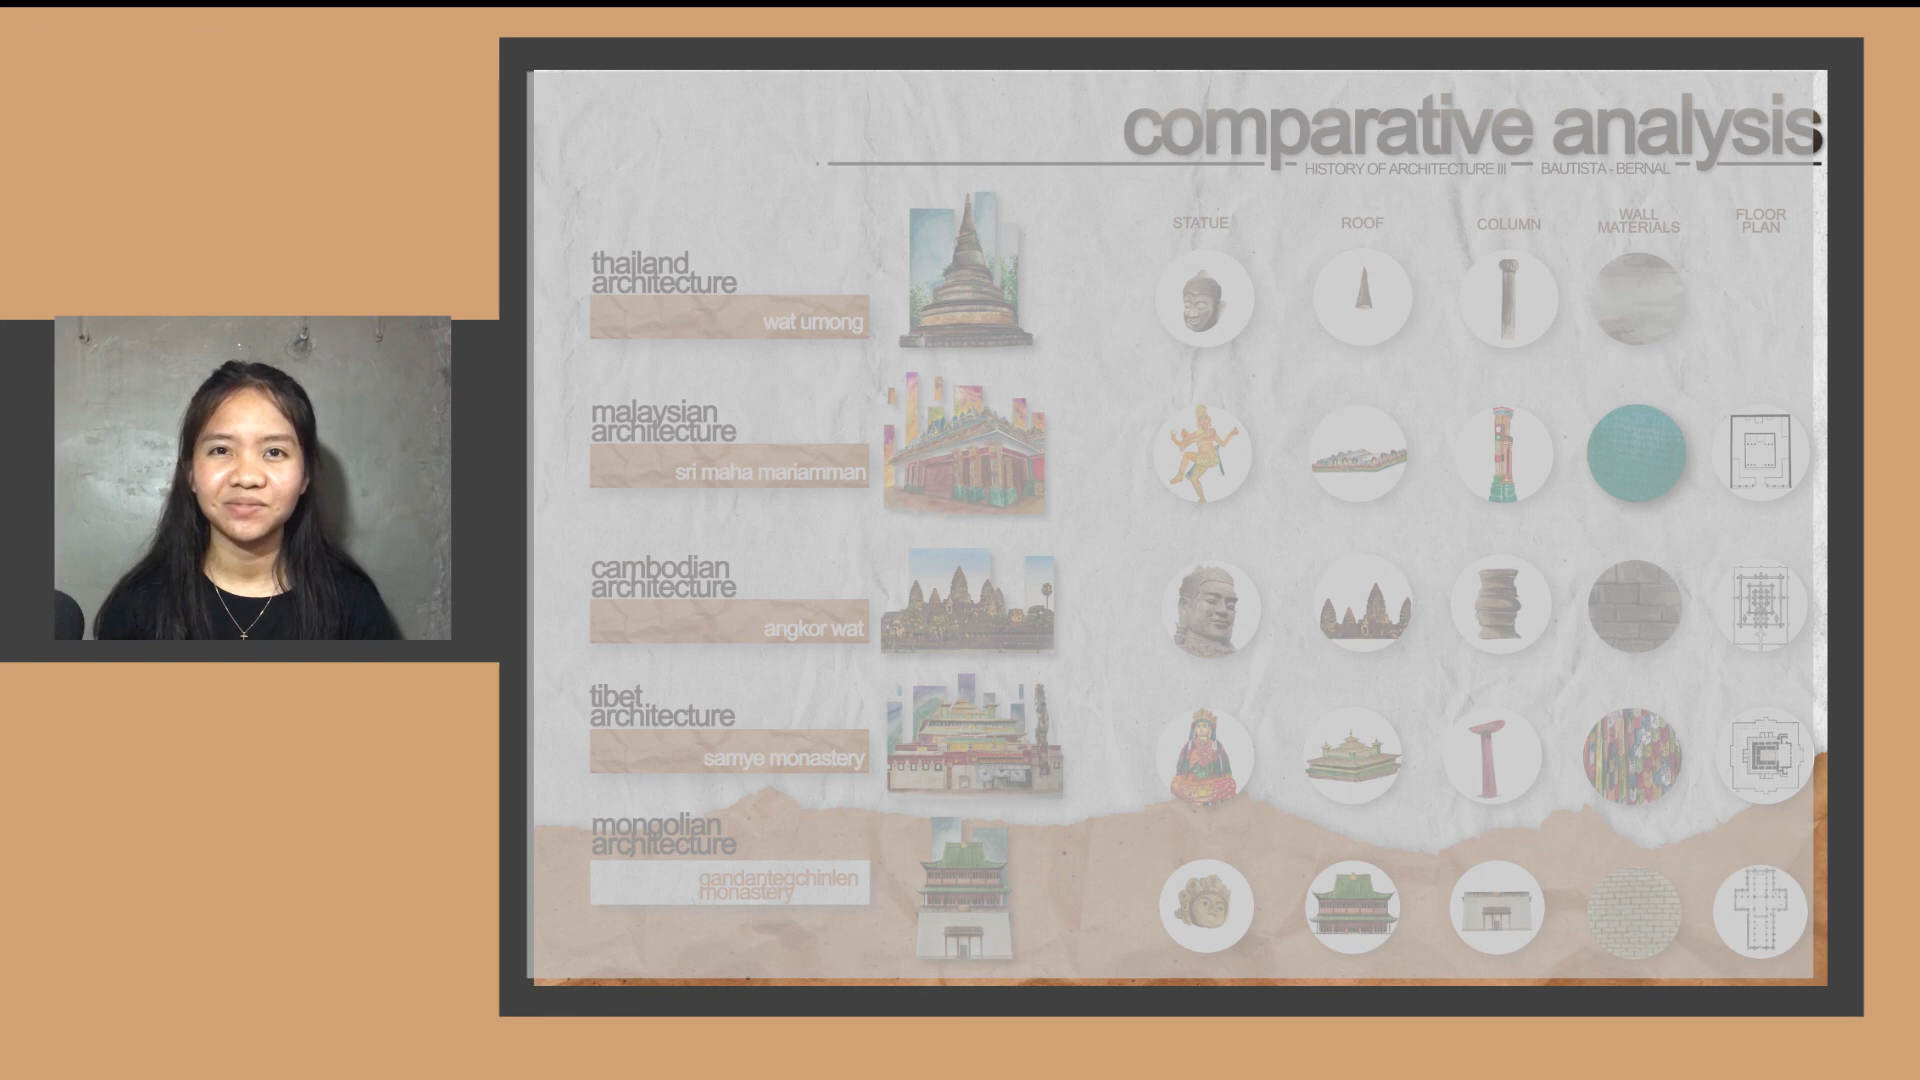 comparative analysis
HISTORY OF ARCHITECTURE III BAUTISTA - BERNAL
STATUE
ROOF
COLUMN
WALL
MATERIALS
FLOOR
PLAN
thailand
architecture
wat umong
malaysian
architecture
sri maha mariamman
cambodian
architecture
angkor wat
tibet
architecture
samye monastery
mongolian
architecture
gandantegchinlen
monastery